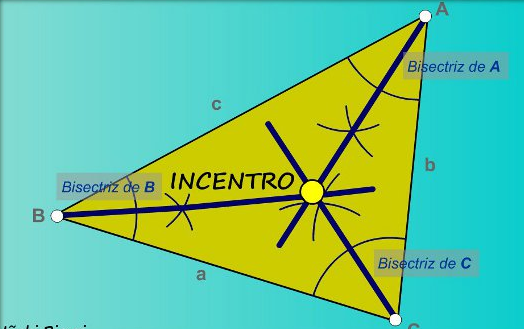 A
Bisectriz de A
c
b
INCENTRO
Bisectriz de B
B
Bisectriz de C
a
C